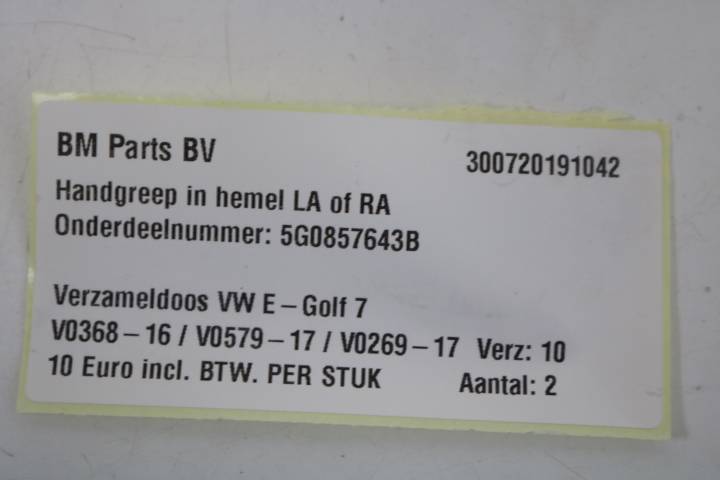 BM Parts BV 300720191042
Handgreep in hemel LA of RA
Onderdeelnummer: 5G0857643B
Verzameldoos VW E-Golf 7
V0368-16 / V0579-17 / V0269-17 Verz: 10
10 Euro incl. BTW. PER STUK Aantal: 2